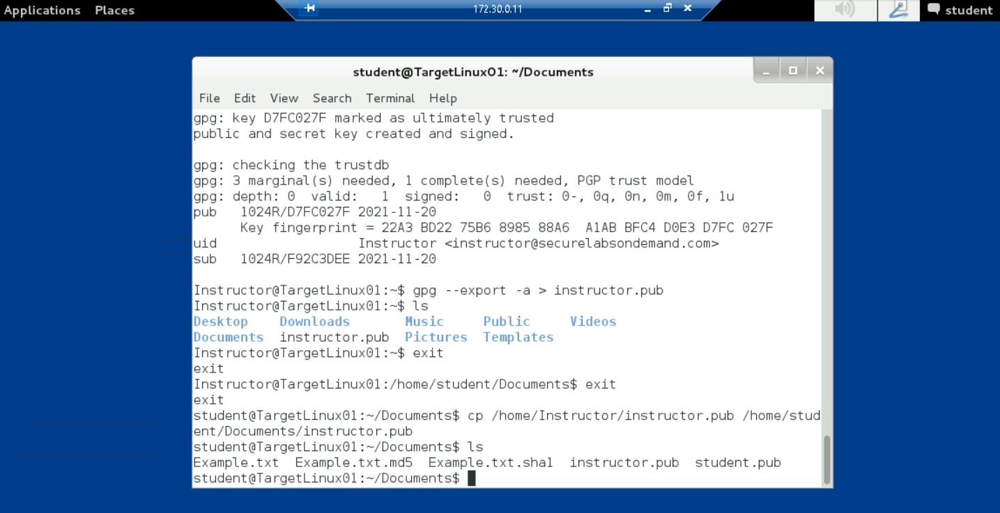 Applications Places 172.30.0.11 student
student@TargetLinux01: ~/Documents
File Edit View Search Terminal Help
gpg: key D7FC027F marked as ultimately trusted
public and secret key created and signed.
gpg: checking the trustdb
gpg: 3 marginal(s) needed, 1 complete(s) needed, PGP trust model
gpg: depth: 0  valid:   1  signed:   0  trust: 0-, 0q, 0n, 0m, 0f, 1u
pub   1024R/D7FC027F 2021-11-20
      Key fingerprint = 22A3 BD22 75B6 8985 88A6  A1AB BFC4 D0E3 D7FC 027F
uid                  Instructor <instructor@securelabsondemand.com>
sub   1024R/F92C3DEE 2021-11-20
Instructor@TargetLinux01:~$ gpg --export -a > instructor.pub
Instructor@TargetLinux01:~$ ls
Desktop    Downloads       Music     Public     Videos
Documents  instructor.pub  Pictures  Templates
Instructor@TargetLinux01:~$ exit
exit
Instructor@TargetLinux01:/home/student/Documents$ exit
exit
student@TargetLinux01:~/Documents$ cp /home/Instructor/instructor.pub /home/stud
ent/Documents/instructor.pub
student@TargetLinux01:~/Documents$ ls
Example.txt  Example.txt.md5  Example.txt.sha1  instructor.pub  student.pub
student@TargetLinux01:~/Documents$